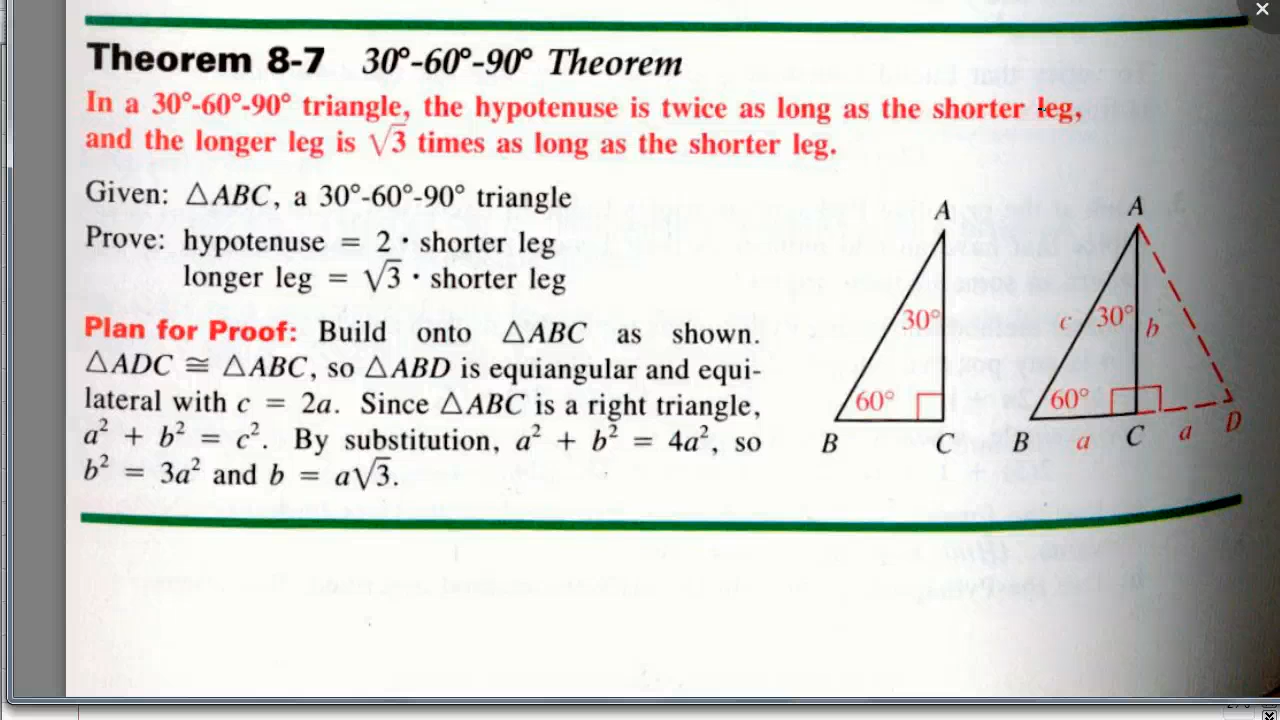 Theorem 8-7 30°-60°-90° Theorem
In a 30°-60°-90° triangle, the hypotenuse is twice as long as the shorter leg,
and the longer leg is √3 times as long as the shorter leg.
Given: △ABC, a 30°-60°-90° triangle
Prove: hypotenuse = 2 · shorter leg
longer leg = √3 · shorter leg
Plan for Proof: Build onto △ABC as shown.
△ADC ≅ △ABC, so △ABD is equiangular and equi-
lateral with c = 2a. Since △ABC is a right triangle,
a² + b² = c². By substitution, a² + b² = 4a², so
b² = 3a² and b = a√3.
A
30°
60°
B
C
A
c
30°
b
60°
B
a
C
a
D